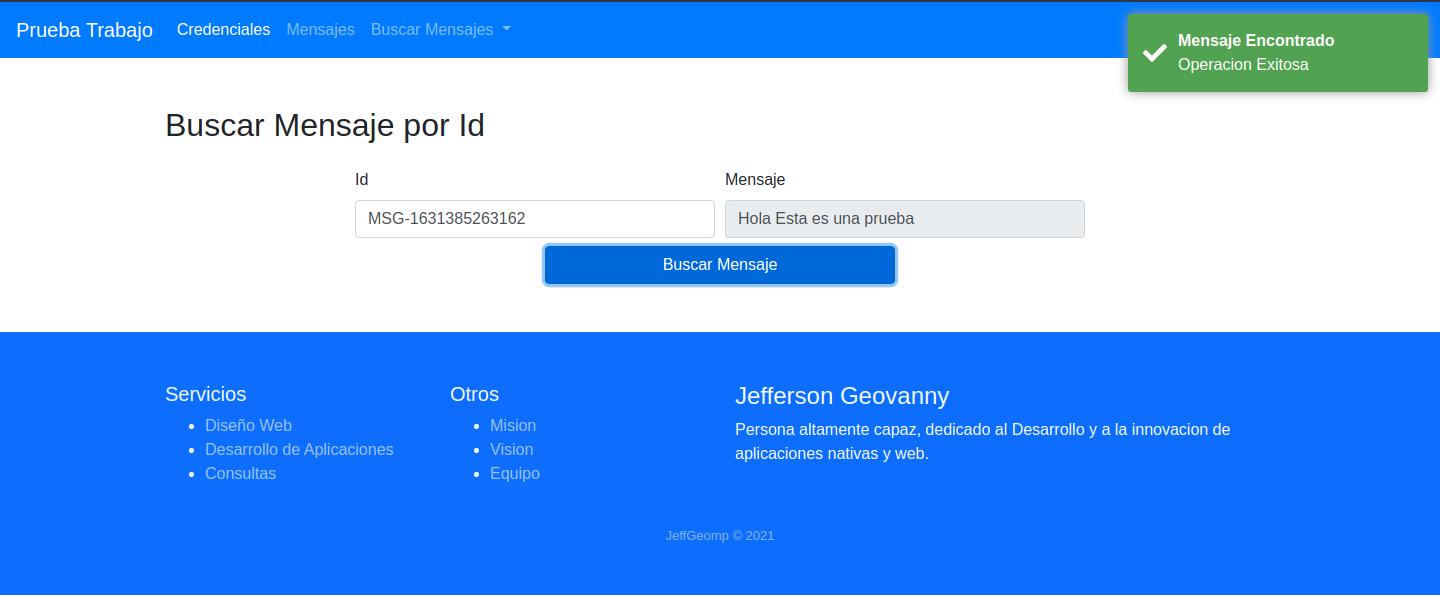 Prueba Trabajo Credenciales Mensajes Buscar Mensajes
Mensaje Encontrado
Operacion Exitosa
Buscar Mensaje por Id
Id Mensaje
MSG-1631385263162 Hola Esta es una prueba
Buscar Mensaje
Servicios
Diseño Web
Desarrollo de Aplicaciones
Consultas
Otros
Mision
Vision
Equipo
Jefferson Geovanny
Persona altamente capaz, dedicado al Desarrollo y a la innovacion de
aplicaciones nativas y web.
JeffGeomp © 2021